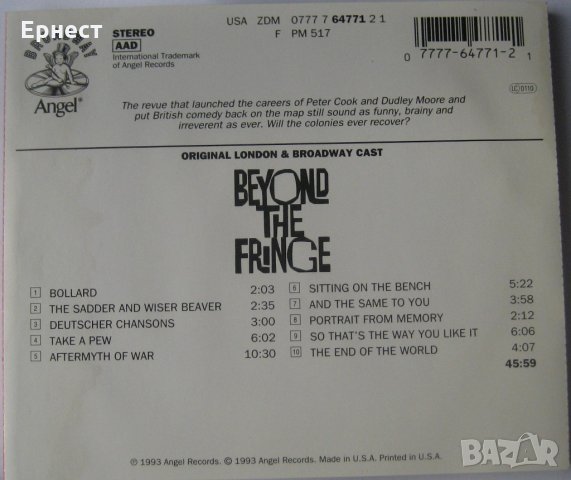 Ернест
BROADWAY
Angel®
STEREO
AAD
International Trademark
of Angel Records
USA ZDM 0777 7 64771 2 1
F PM 517
0 7777-64771-2 1
LC 0110
The revue that launched the careers of Peter Cook and Dudley Moore and
put British comedy back on the map still sound as funny, brainy and
irreverent as ever. Will the colonies ever recover?
ORIGINAL LONDON & BROADWAY CAST
BEYOND
THE
FRINGE
1 BOLLARD 2:03
2 THE SADDER AND WISER BEAVER 2:35
3 DEUTSCHER CHANSONS 3:00
4 TAKE A PEW 6:02
5 AFTERMYTH OF WAR 10:30
6 SITTING ON THE BENCH 5:22
7 AND THE SAME TO YOU 3:58
8 PORTRAIT FROM MEMORY 2:12
9 SO THAT'S THE WAY YOU LIKE IT 6:06
10 THE END OF THE WORLD 4:07
45:59
℗ 1993 Angel Records. © 1993 Angel Records. Made in U.S.A. Printed in U.S.A.
BAZAR